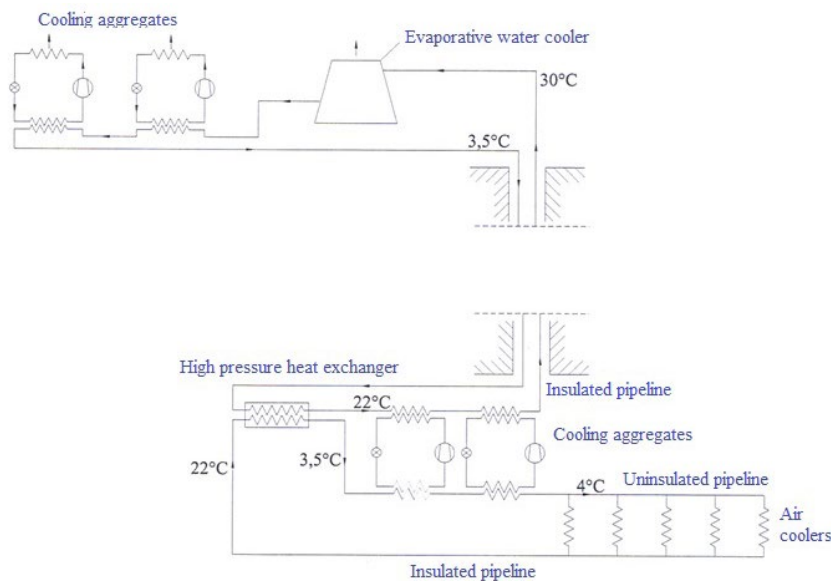 Cooling aggregates
Evaporative water cooler
30°C
3,5°C
High pressure heat exchanger
Insulated pipeline
22°C
Cooling aggregates
22°C
3,5°C
Uninsulated pipeline
4°C
Air
coolers
Insulated pipeline